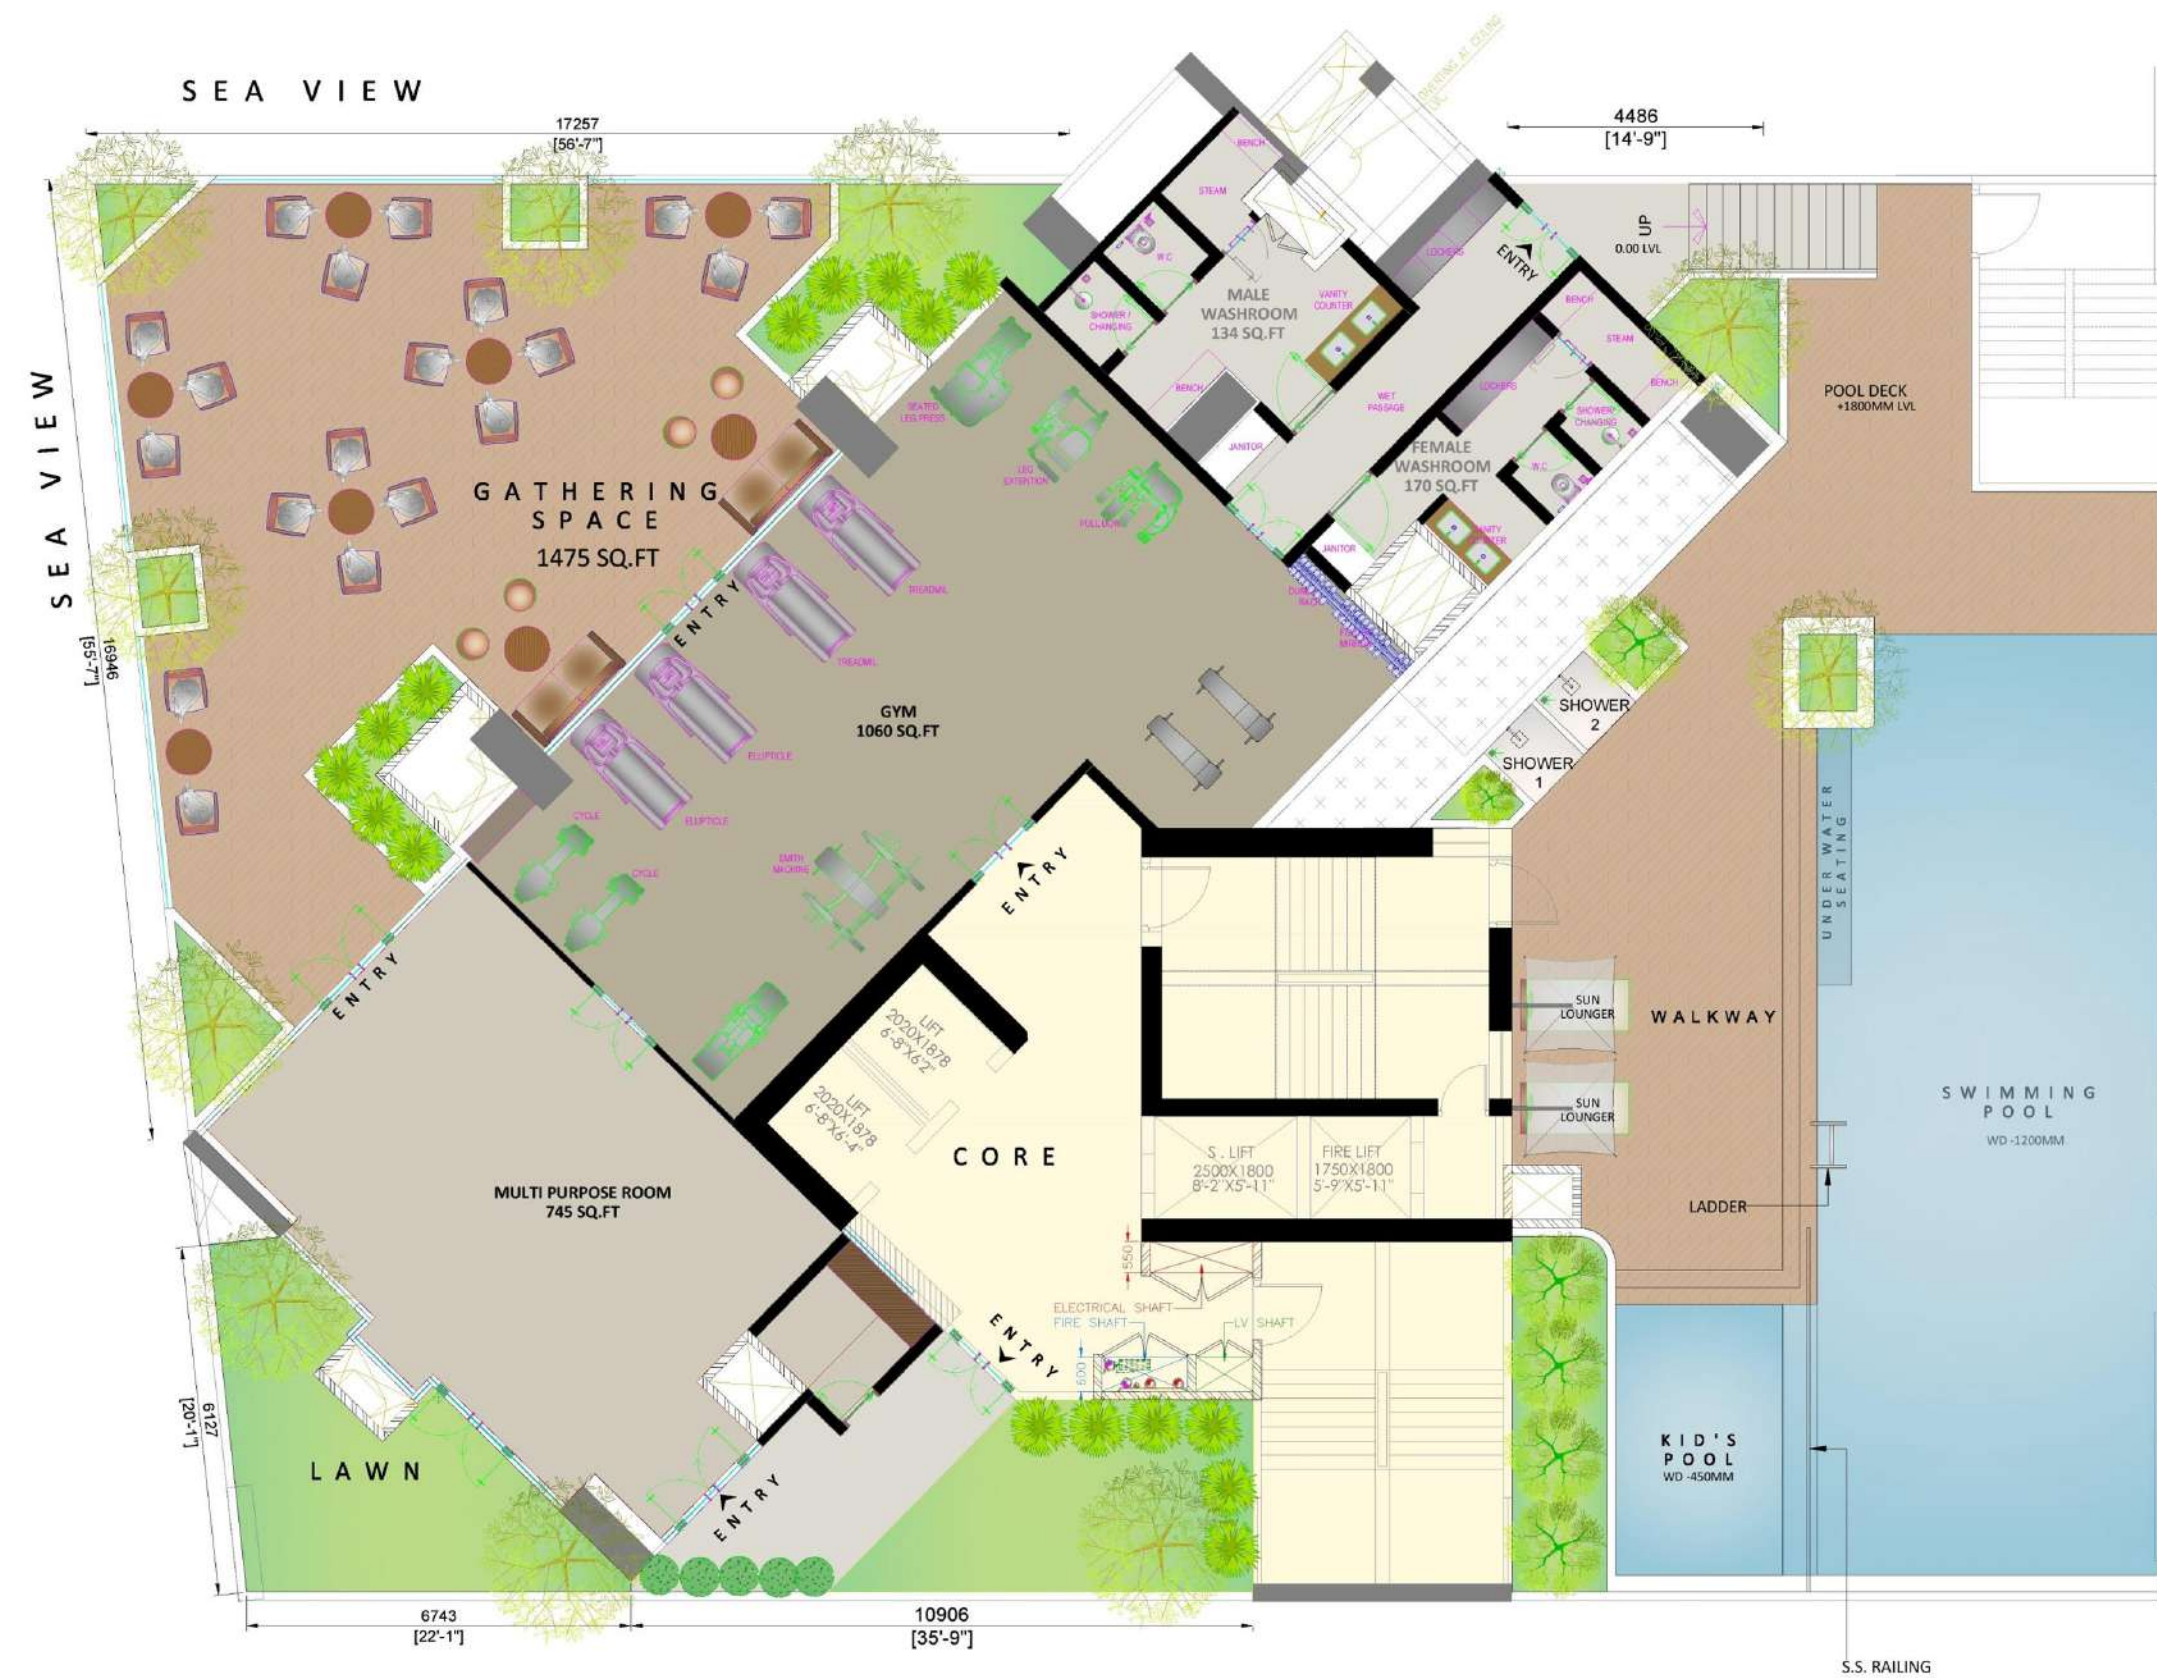 SEA VIEW
17257
[56'-7"]
4486
[14'-9"]
SEA VIEW
16946
[55'-7"]
BENCH
STEAM
W.C
SHOWER /
CHANGING
MALE
WASHROOM
134 SQ.FT
VANITY
COUNTER
BENCH
JANITOR
LOCKERS
ENTRY
UP
0.00 LVL
BENCH
STEAM
BENCH
LOCKERS
SHOWER/
CHANGING
WET
PASSAGE
FEMALE
WASHROOM
170 SQ.FT
W.C
JANITOR
POOL DECK
+1800MM LVL
SEATED
LEG PRESS
LEG
EXTENTION
GATHERING
SPACE
1475 SQ.FT
ENTRY
TREADMIL
TREADMIL
ELLIPTICLE
ELLIPTICLE
GYM
1060 SQ.FT
CYCLE
CYCLE
SMITH
MACHINE
SHOWER
2
SHOWER
1
UNDER WATER
SEATING
ENTRY
ENTRY
LIFT
2020X1878
6'-8"X6'2"
LIFT
2020X1878
6'-8"X6'-4"
CORE
S. LIFT
2500X1800
8'-2"X5'-11"
FIRE LIFT
1750X1800
5'-9"X5'-11"
SUN
LOUNGER
SUN
LOUNGER
WALKWAY
SWIMMING
POOL
WD -1200MM
LADDER
MULTI PURPOSE ROOM
745 SQ.FT
550
ELECTRICAL SHAFT
FIRE SHAFT
LV SHAFT
600
ENTRY
ENTRY
LAWN
6127
[20'-1"]
KID'S
POOL
WD -450MM
6743
[22'-1"]
10906
[35'-9"]
S.S. RAILING